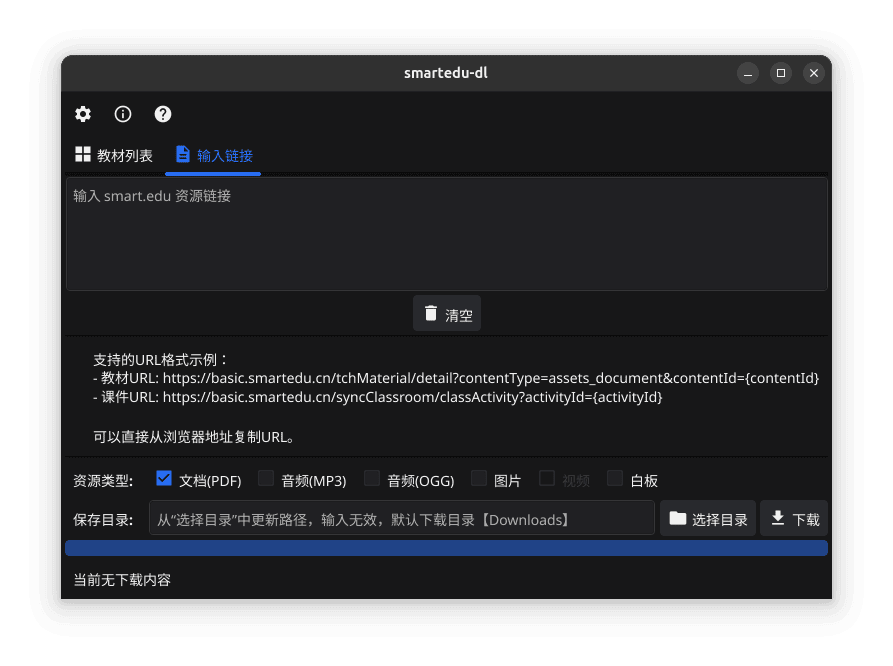 smartedu-dl
教材列表 输入链接
输入 smart.edu 资源链接
清空
支持的URL格式示例：
- 教材URL: https://basic.smartedu.cn/tchMaterial/detail?contentType=assets_document&contentId={contentId}
- 课件URL: https://basic.smartedu.cn/syncClassroom/classActivity?activityId={activityId}
可以直接从浏览器地址复制URL。
资源类型: 文档(PDF) 音频(MP3) 音频(OGG) 图片 视频 白板
保存目录: 从“选择目录”中更新路径，输入无效，默认下载目录【Downloads】 选择目录 下载
当前无下载内容